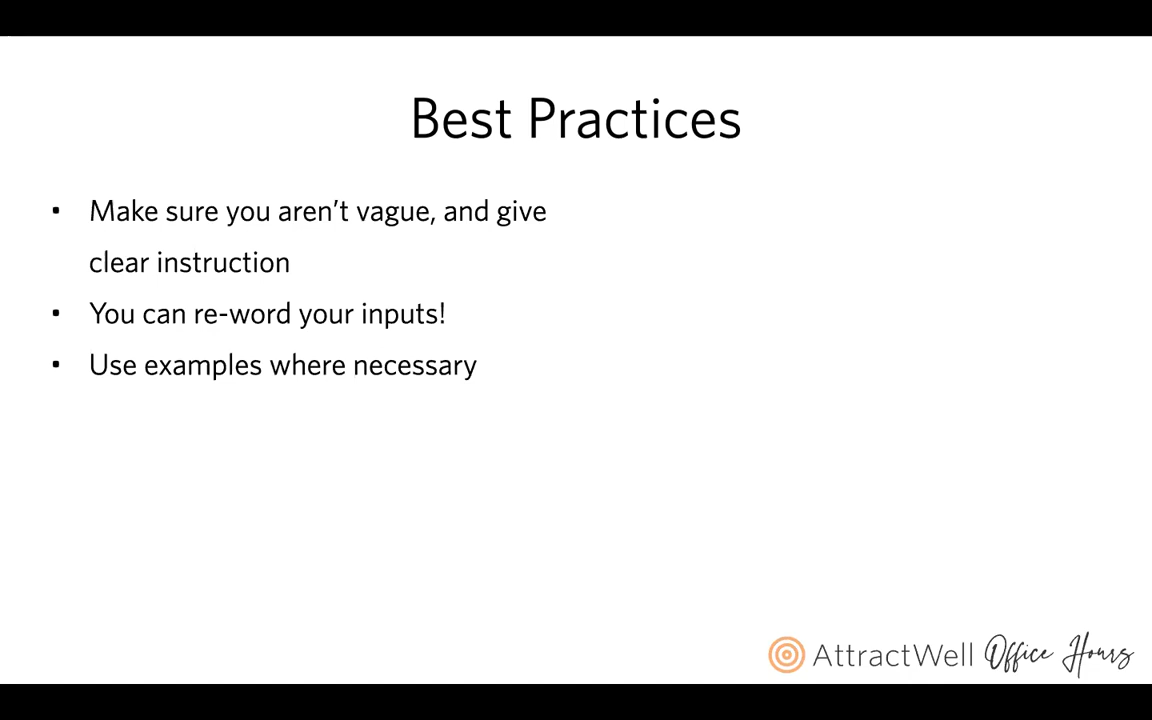 Best Practices
▪ Make sure you aren’t vague, and give
clear instruction
▪ You can re-word your inputs!
▪ Use examples where necessary
AttractWell Office Hours